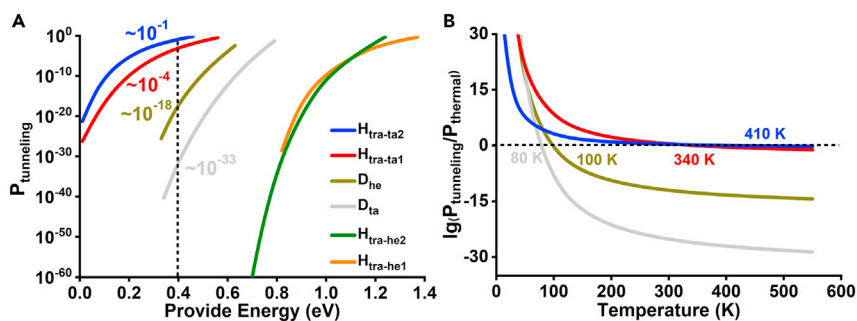 A
P_tunneling
10^0
10^-10
10^-20
10^-30
10^-40
10^-50
10^-60
~10^-1
~10^-4
~10^-18
~10^-33
H_tra-ta2
H_tra-ta1
D_he
D_ta
H_tra-he2
H_tra-he1
0.0 0.2 0.4 0.6 0.8 1.0 1.2 1.4
Provide Energy (eV)
B
lg(P_tunneling/P_thermal)
30
15
0
-15
-30
410 K
80 K
100 K
340 K
0 100 200 300 400 500 600
Temperature (K)